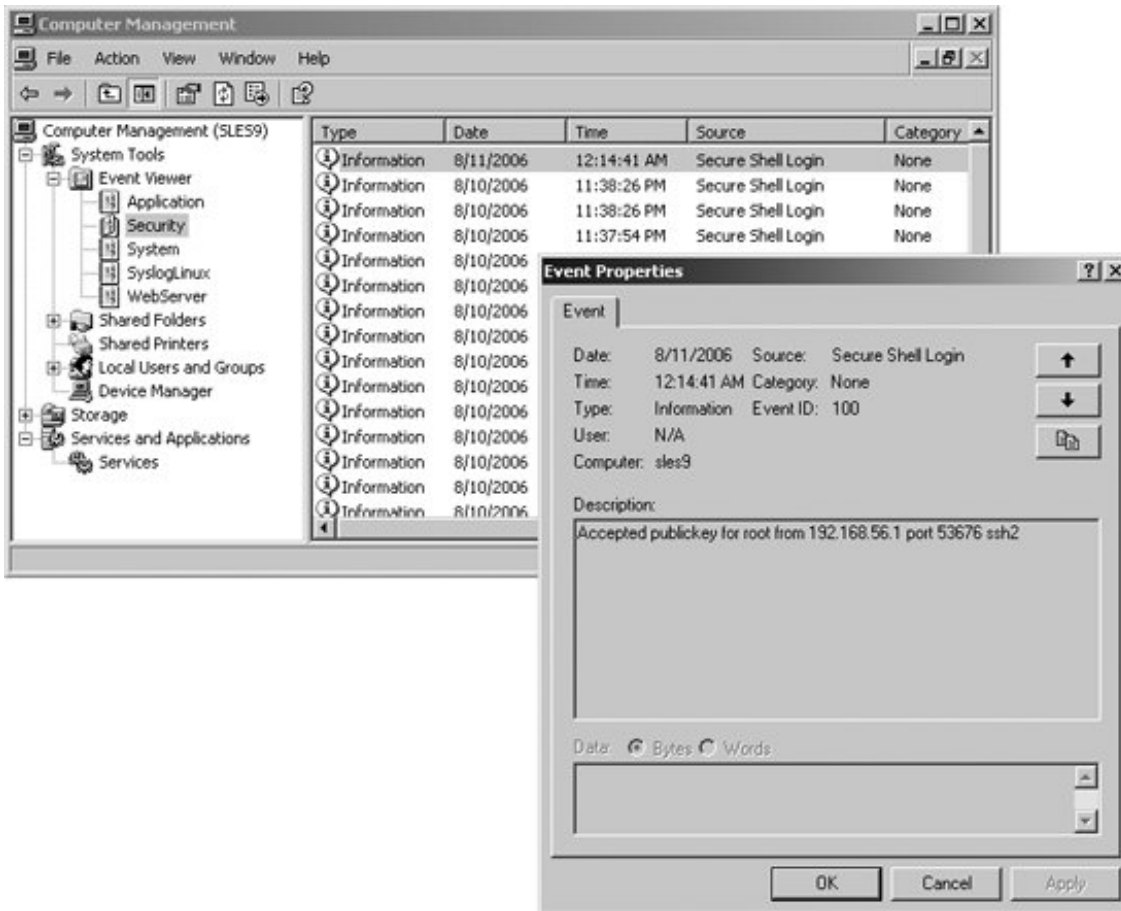 Computer Management
File Action View Window Help
Computer Management (SLES9)
System Tools
Event Viewer
Application
Security
System
SyslogLinux
WebServer
Shared Folders
Shared Printers
Local Users and Groups
Device Manager
Storage
Services and Applications
Services
Type Date Time Source Category
Information 8/11/2006 12:14:41 AM Secure Shell Login None
Information 8/10/2006 11:38:26 PM Secure Shell Login None
Information 8/10/2006 11:38:26 PM Secure Shell Login None
Information 8/10/2006 11:37:54 PM Secure Shell Login None
Information 8/10/2006
Information 8/10/2006
Information 8/10/2006
Information 8/10/2006
Information 8/10/2006
Information 8/10/2006
Information 8/10/2006
Information 8/10/2006
Information 8/10/2006
Information 8/10/2006
Information 8/10/2006
Event Properties
Event
Date: 8/11/2006 Source: Secure Shell Login
Time: 12:14:41 AM Category: None
Type: Information Event ID: 100
User: N/A
Computer: sles9
Description:
Accepted publickey for root from 192.168.56.1 port 53676 ssh2
Data: Bytes Words
OK Cancel Apply